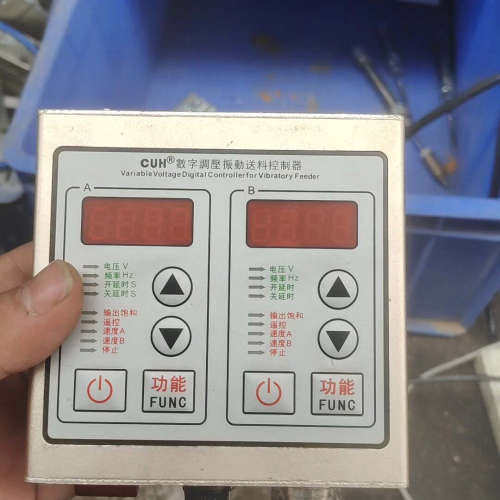 CUH® 數字調壓振動送料控制器
Variable Voltage Digital Controller for Vibratory Feeder
A
电压 V
频率 Hz
开延时 S
关延时 S
输出饱和
遥控
速度A
速度B
停止
功能
FUNC
B
电压 V
频率 Hz
开延时
关延时
输出饱和
遥控
速度A
速度B
停止
功能
FUNC